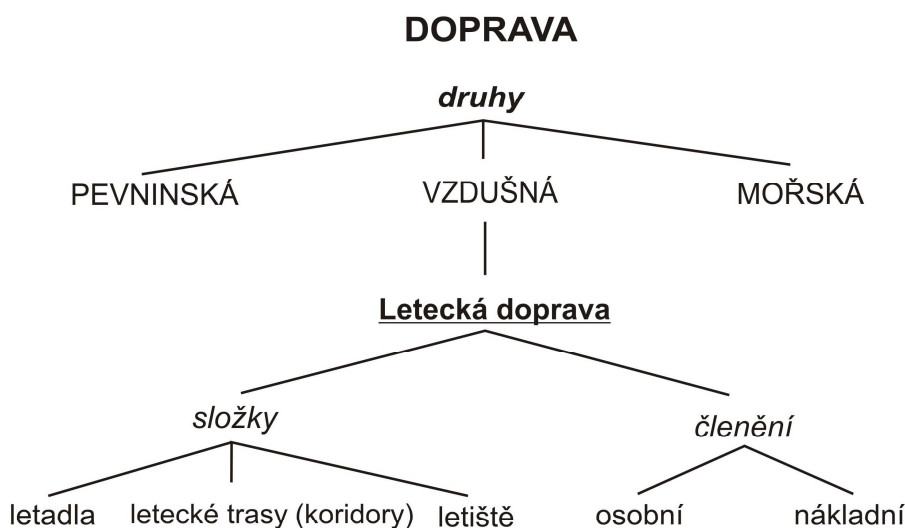 DOPRAVA
druhy
PEVNINSKÁ VZDUŠNÁ MOŘSKÁ
Letecká doprava
složky členění
letadla letecké trasy (koridory) letiště osobní nákladní